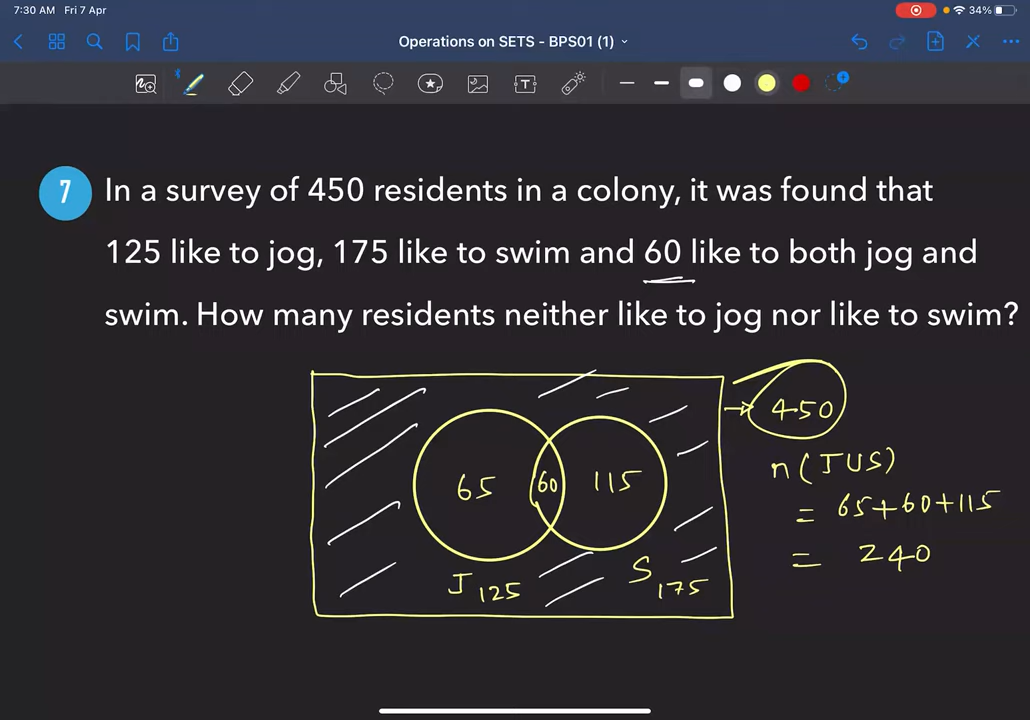 7:30 AM Fri 7 Apr
34%
Operations on SETS - BPS01 (1)
7 In a survey of 450 residents in a colony, it was found that
125 like to jog, 175 like to swim and 60 like to both jog and
swim. How many residents neither like to jog nor like to swim?
450
n(JUS)
65 60 115
= 65+60+115
= 240
J 125
S 175